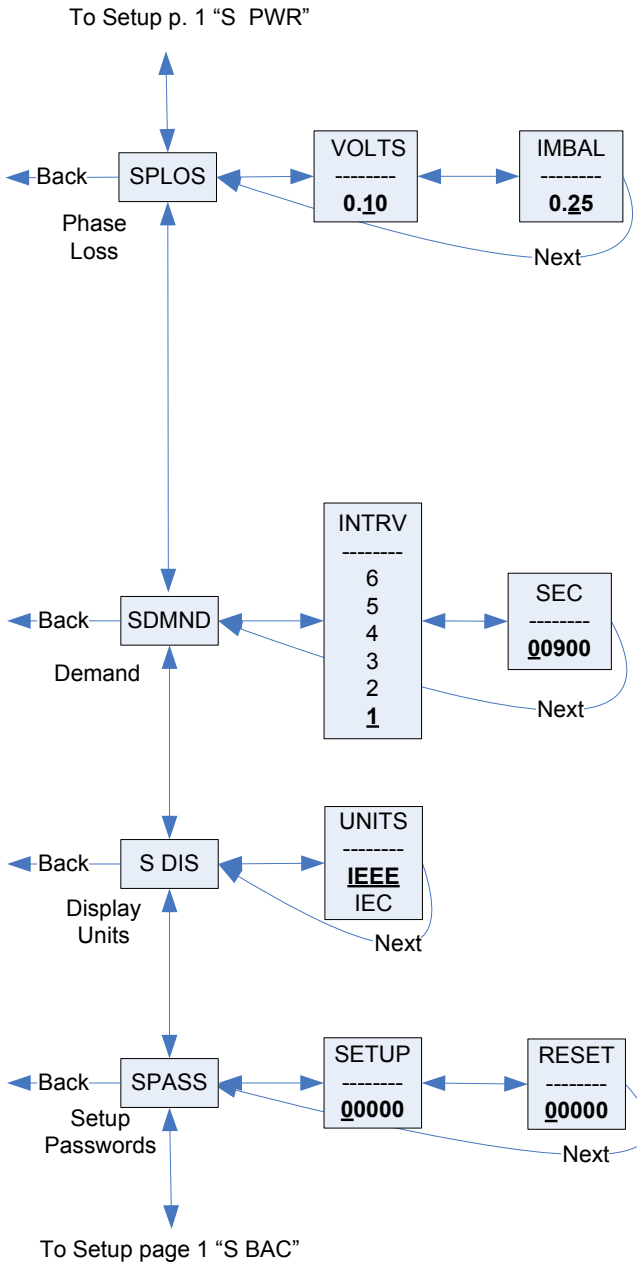 To Setup p. 1 “S PWR”
VOLTS
--------
0.10
IMBAL
--------
0.25
Back
SPLOS
Phase
Loss
Next
INTRV
--------
6
5
4
3
2
1
SEC
--------
00900
Back
SDMND
Demand
Next
UNITS
--------
IEEE
IEC
Back
S DIS
Display
Units
Next
SETUP
--------
00000
RESET
--------
00000
Back
SPASS
Setup
Passwords
Next
To Setup page 1 “S BAC”